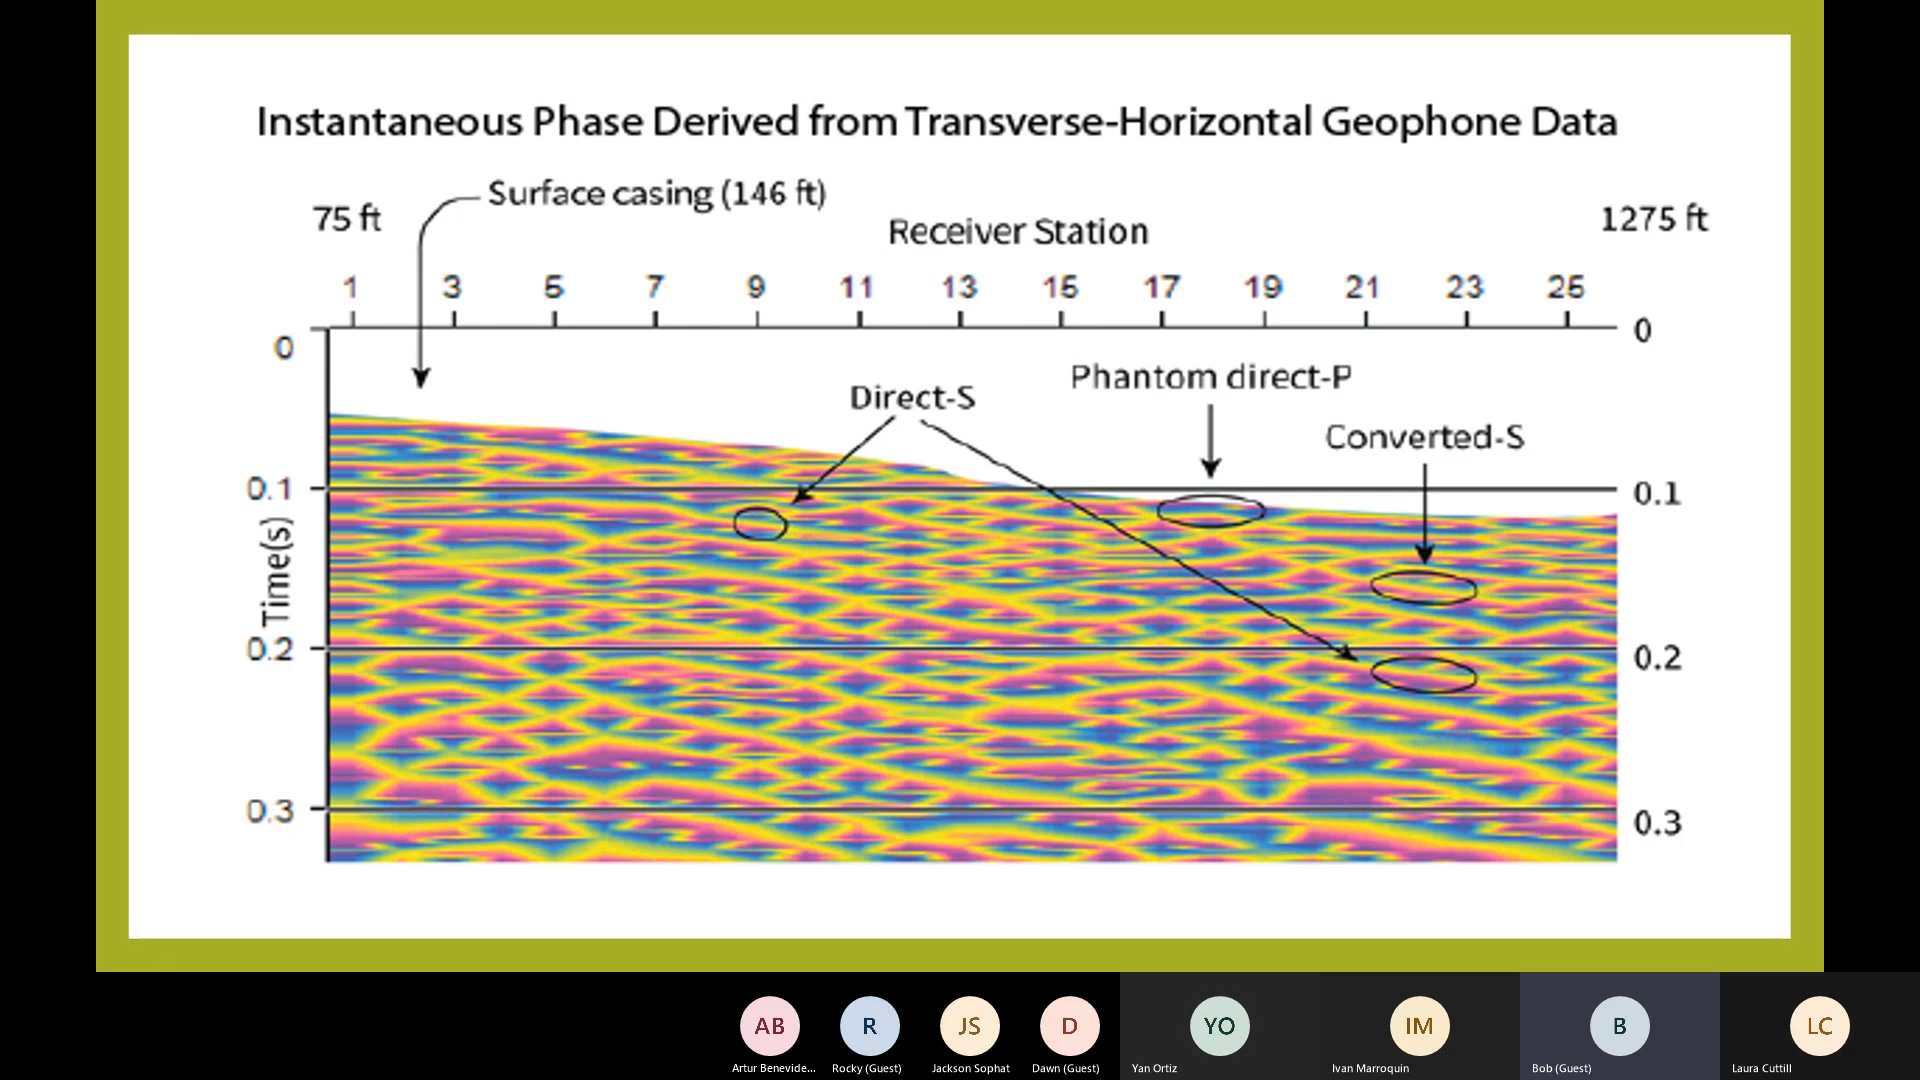 Instantaneous Phase Derived from Transverse-Horizontal Geophone Data
Surface casing (146 ft)
75 ft
Receiver Station
1275 ft
1 3 5 7 9 11 13 15 17 19 21 23 25
0
0
Phantom direct-P
Direct-S
Converted-S
0.1
0.1
Time(s)
0.2
0.2
0.3
0.3
AB R JS D YO IM B LC
Artur Benevide... Rocky (Guest) Jackson Sophat Dawn (Guest) Yan Ortiz Ivan Marroquin Bob (Guest) Laura Cuttill